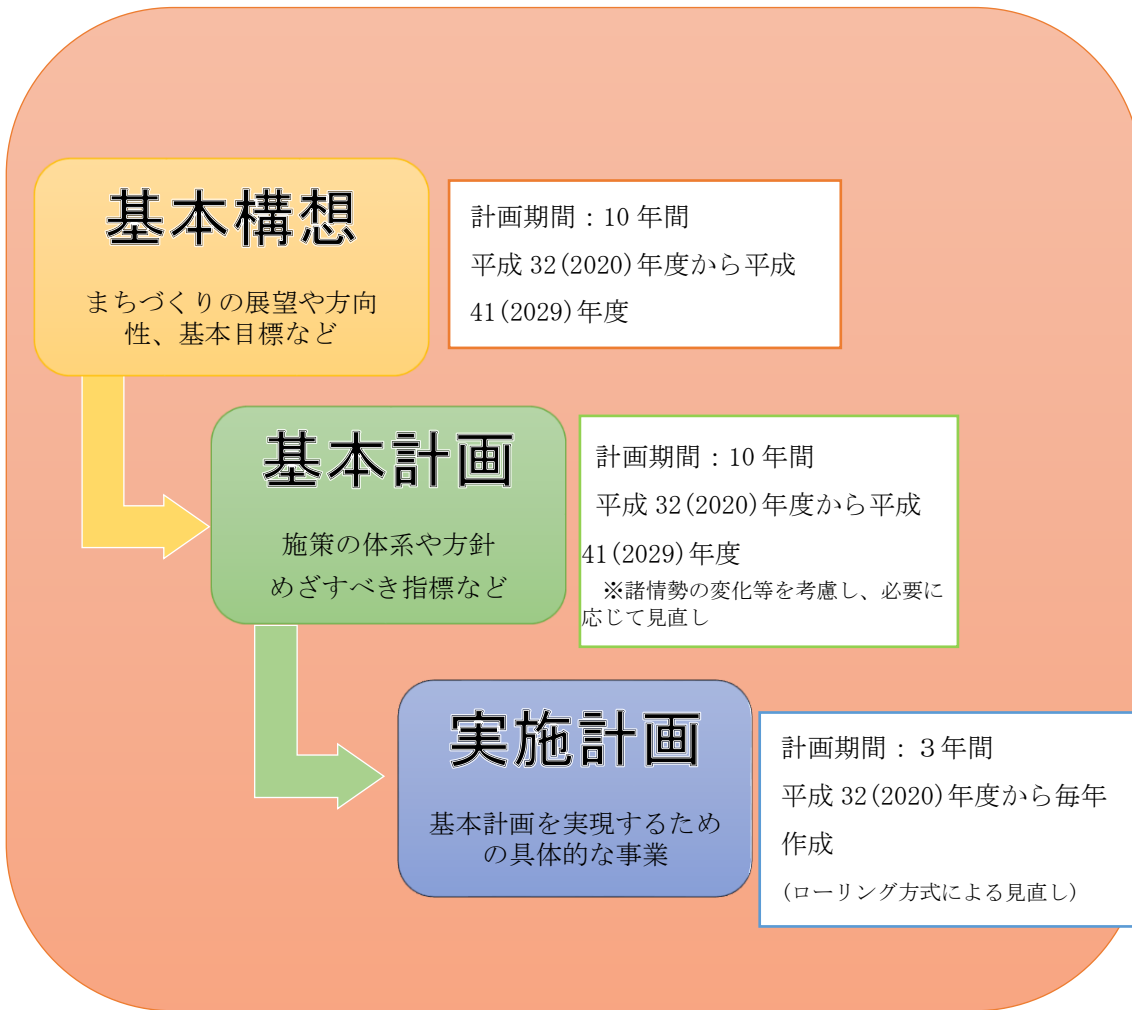 基本構想
まちづくりの展望や方向
性、基本目標など
計画期間：10 年間
平成 32(2020)年度から平成
41(2029)年度
基本計画
施策の体系や方針
めざすべき指標など
計画期間：10 年間
平成 32(2020)年度から平成
41(2029)年度
※諸情勢の変化等を考慮し、必要に
応じて見直し
実施計画
基本計画を実現するため
の具体的な事業
計画期間：３年間
平成 32(2020)年度から毎年
作成
(ローリング方式による見直し)